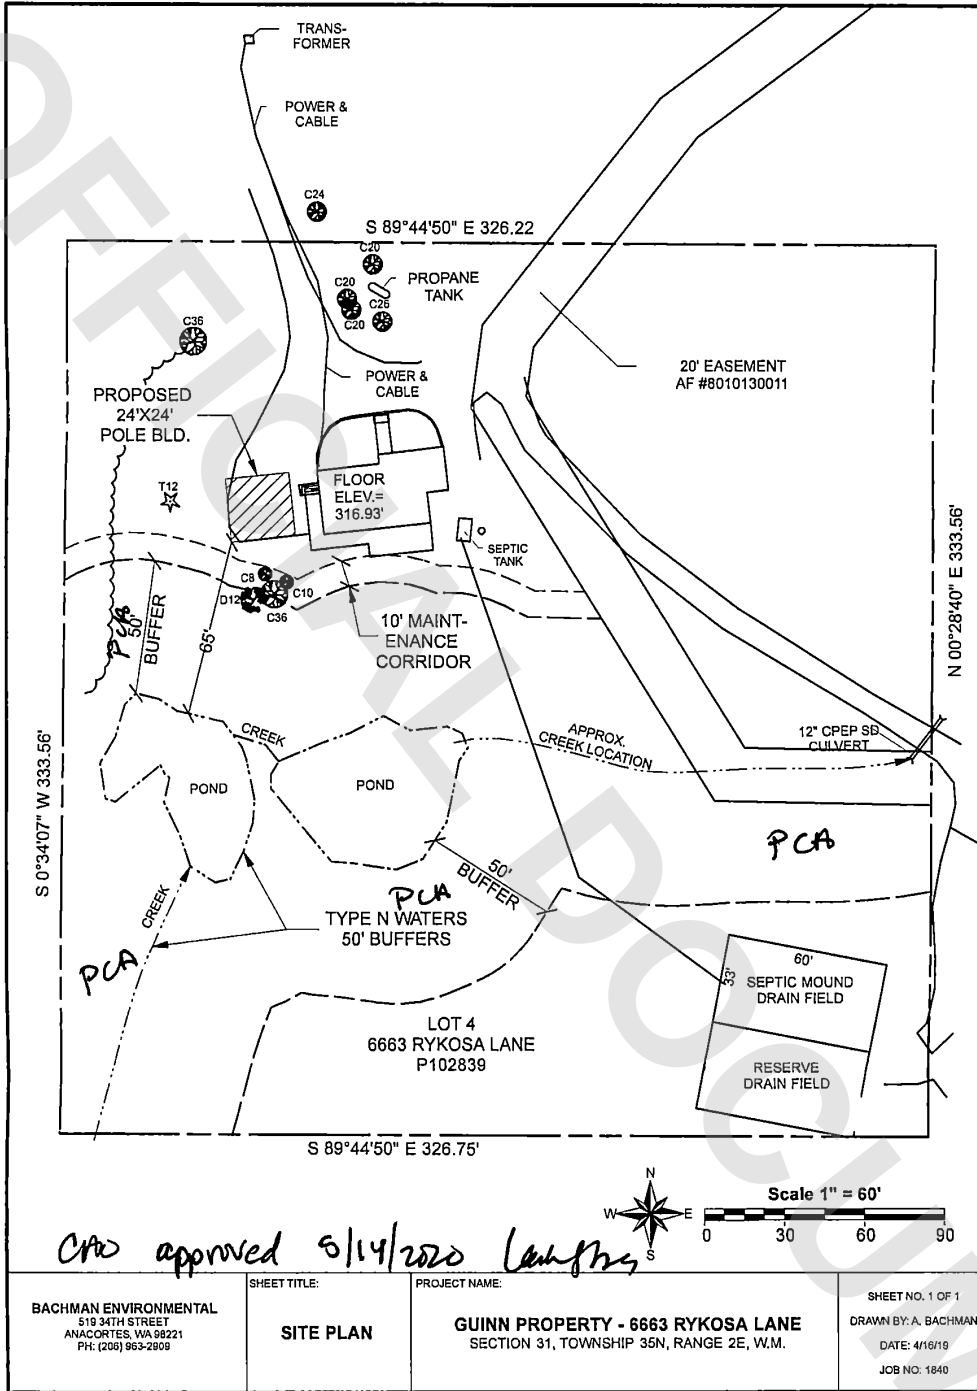 TRANS-
FORMER
POWER &
CABLE
C24
S 89°44'50" E 326.22
C20
PROPANE
TANK
C20
C26
C20
C36
20' EASEMENT
AF #8010130011
POWER &
CABLE
PROPOSED
24'X24'
POLE BLD.
FLOOR
ELEV.=
316.93'
T12
SEPTIC
TANK
N 00°28'40" E 333.56'
C8
C10
D12
C36
PCA
50'
BUFFER
65'
10' MAINT-
ENANCE
CORRIDOR
S 0°34'07" W 333.56'
CREEK
APPROX.
CREEK LOCATION
12" CPEP SD
CULVERT
POND
POND
PCA
50'
BUFFER
PCA
CREEK
TYPE N WATERS
50' BUFFERS
PCA
60'
33'
SEPTIC MOUND
DRAIN FIELD
LOT 4
6663 RYKOSA LANE
P102839
RESERVE
DRAIN FIELD
S 89°44'50" E 326.75'
N
W E
S
Scale 1" = 60'
0 30 60 90
CAO approved 5/14/2020
BACHMAN ENVIRONMENTAL
519 34TH STREET
ANACORTES, WA 98221
PH: (206) 963-2809
SHEET TITLE:
SITE PLAN
PROJECT NAME:
GUINN PROPERTY - 6663 RYKOSA LANE
SECTION 31, TOWNSHIP 35N, RANGE 2E, W.M.
SHEET NO. 1 OF 1
DRAWN BY: A. BACHMAN
DATE: 4/16/19
JOB NO: 1840
OFFICIAL DOCUM